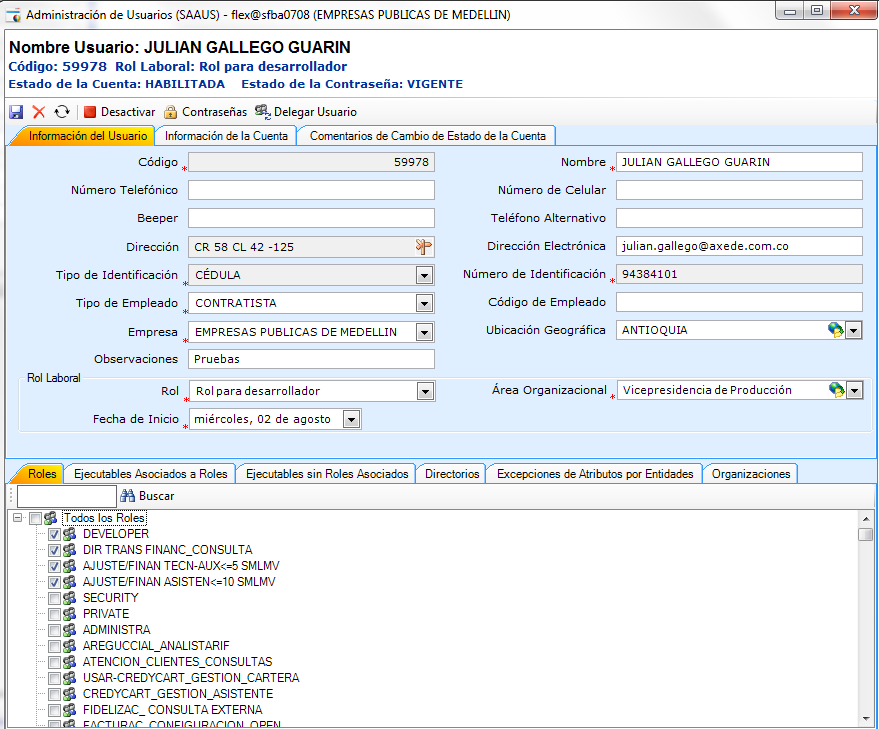 Administración de Usuarios (SAAUS) - flex@sfba0708 (EMPRESAS PUBLICAS DE MEDELLIN)
Nombre Usuario: JULIAN GALLEGO GUARIN
Código: 59978 Rol Laboral: Rol para desarrollador
Estado de la Cuenta: HABILITADA Estado de la Contraseña: VIGENTE
Desactivar Contraseñas Delegar Usuario
Información del Usuario Información de la Cuenta Comentarios de Cambio de Estado de la Cuenta
Código * 59978 Nombre * JULIAN GALLEGO GUARIN
Número Telefónico Número de Celular
Beeper Teléfono Alternativo
Dirección CR 58 CL 42 -125 Dirección Electrónica julian.gallego@axede.com.co
Tipo de Identificación * CÉDULA Número de Identificación * 94384101
Tipo de Empleado * CONTRATISTA Código de Empleado
Empresa * EMPRESAS PUBLICAS DE MEDELLIN Ubicación Geográfica ANTIOQUIA
Observaciones Pruebas
Rol Laboral
Rol * Rol para desarrollador Área Organizacional * Vicepresidencia de Producción
Fecha de Inicio * miércoles, 02 de agosto
Roles Ejecutables Asociados a Roles Ejecutables sin Roles Asociados Directorios Excepciones de Atributos por Entidades Organizaciones
Buscar
Todos los Roles
DEVELOPER
DIR TRANS FINANC_CONSULTA
AJUSTE/FINAN TECN-AUX<=5 SMLMV
AJUSTE/FINAN ASISTEN<=10 SMLMV
SECURITY
PRIVATE
ADMINISTRA
AREGUCCIAL_ANALISTARIF
ATENCION_CLIENTES_CONSULTAS
USAR-CREDYCART_GESTION_CARTERA
CREDYCART_GESTION_ASISTENTE
FIDELIZAC_ CONSULTA EXTERNA
FACTURAC_CONFIGURACION_OPEN